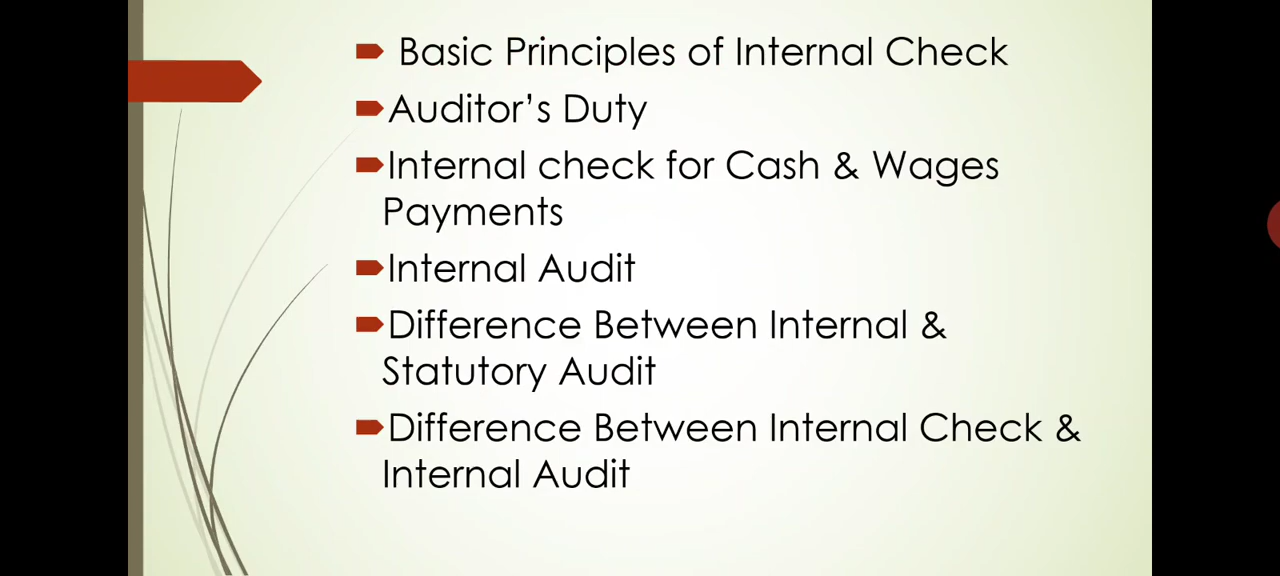 Basic Principles of Internal Check
Auditor’s Duty
Internal check for Cash & Wages
Payments
Internal Audit
Difference Between Internal &
Statutory Audit
Difference Between Internal Check &
Internal Audit